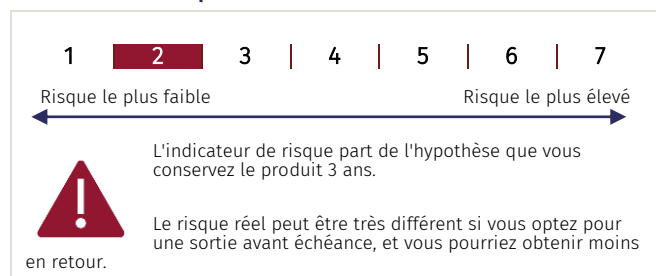 1 2 3 4 5 6 7
Risque le plus faible Risque le plus élevé
L'indicateur de risque part de l'hypothèse que vous
conservez le produit 3 ans.
Le risque réel peut être très différent si vous optez pour
une sortie avant échéance, et vous pourriez obtenir moins
en retour.